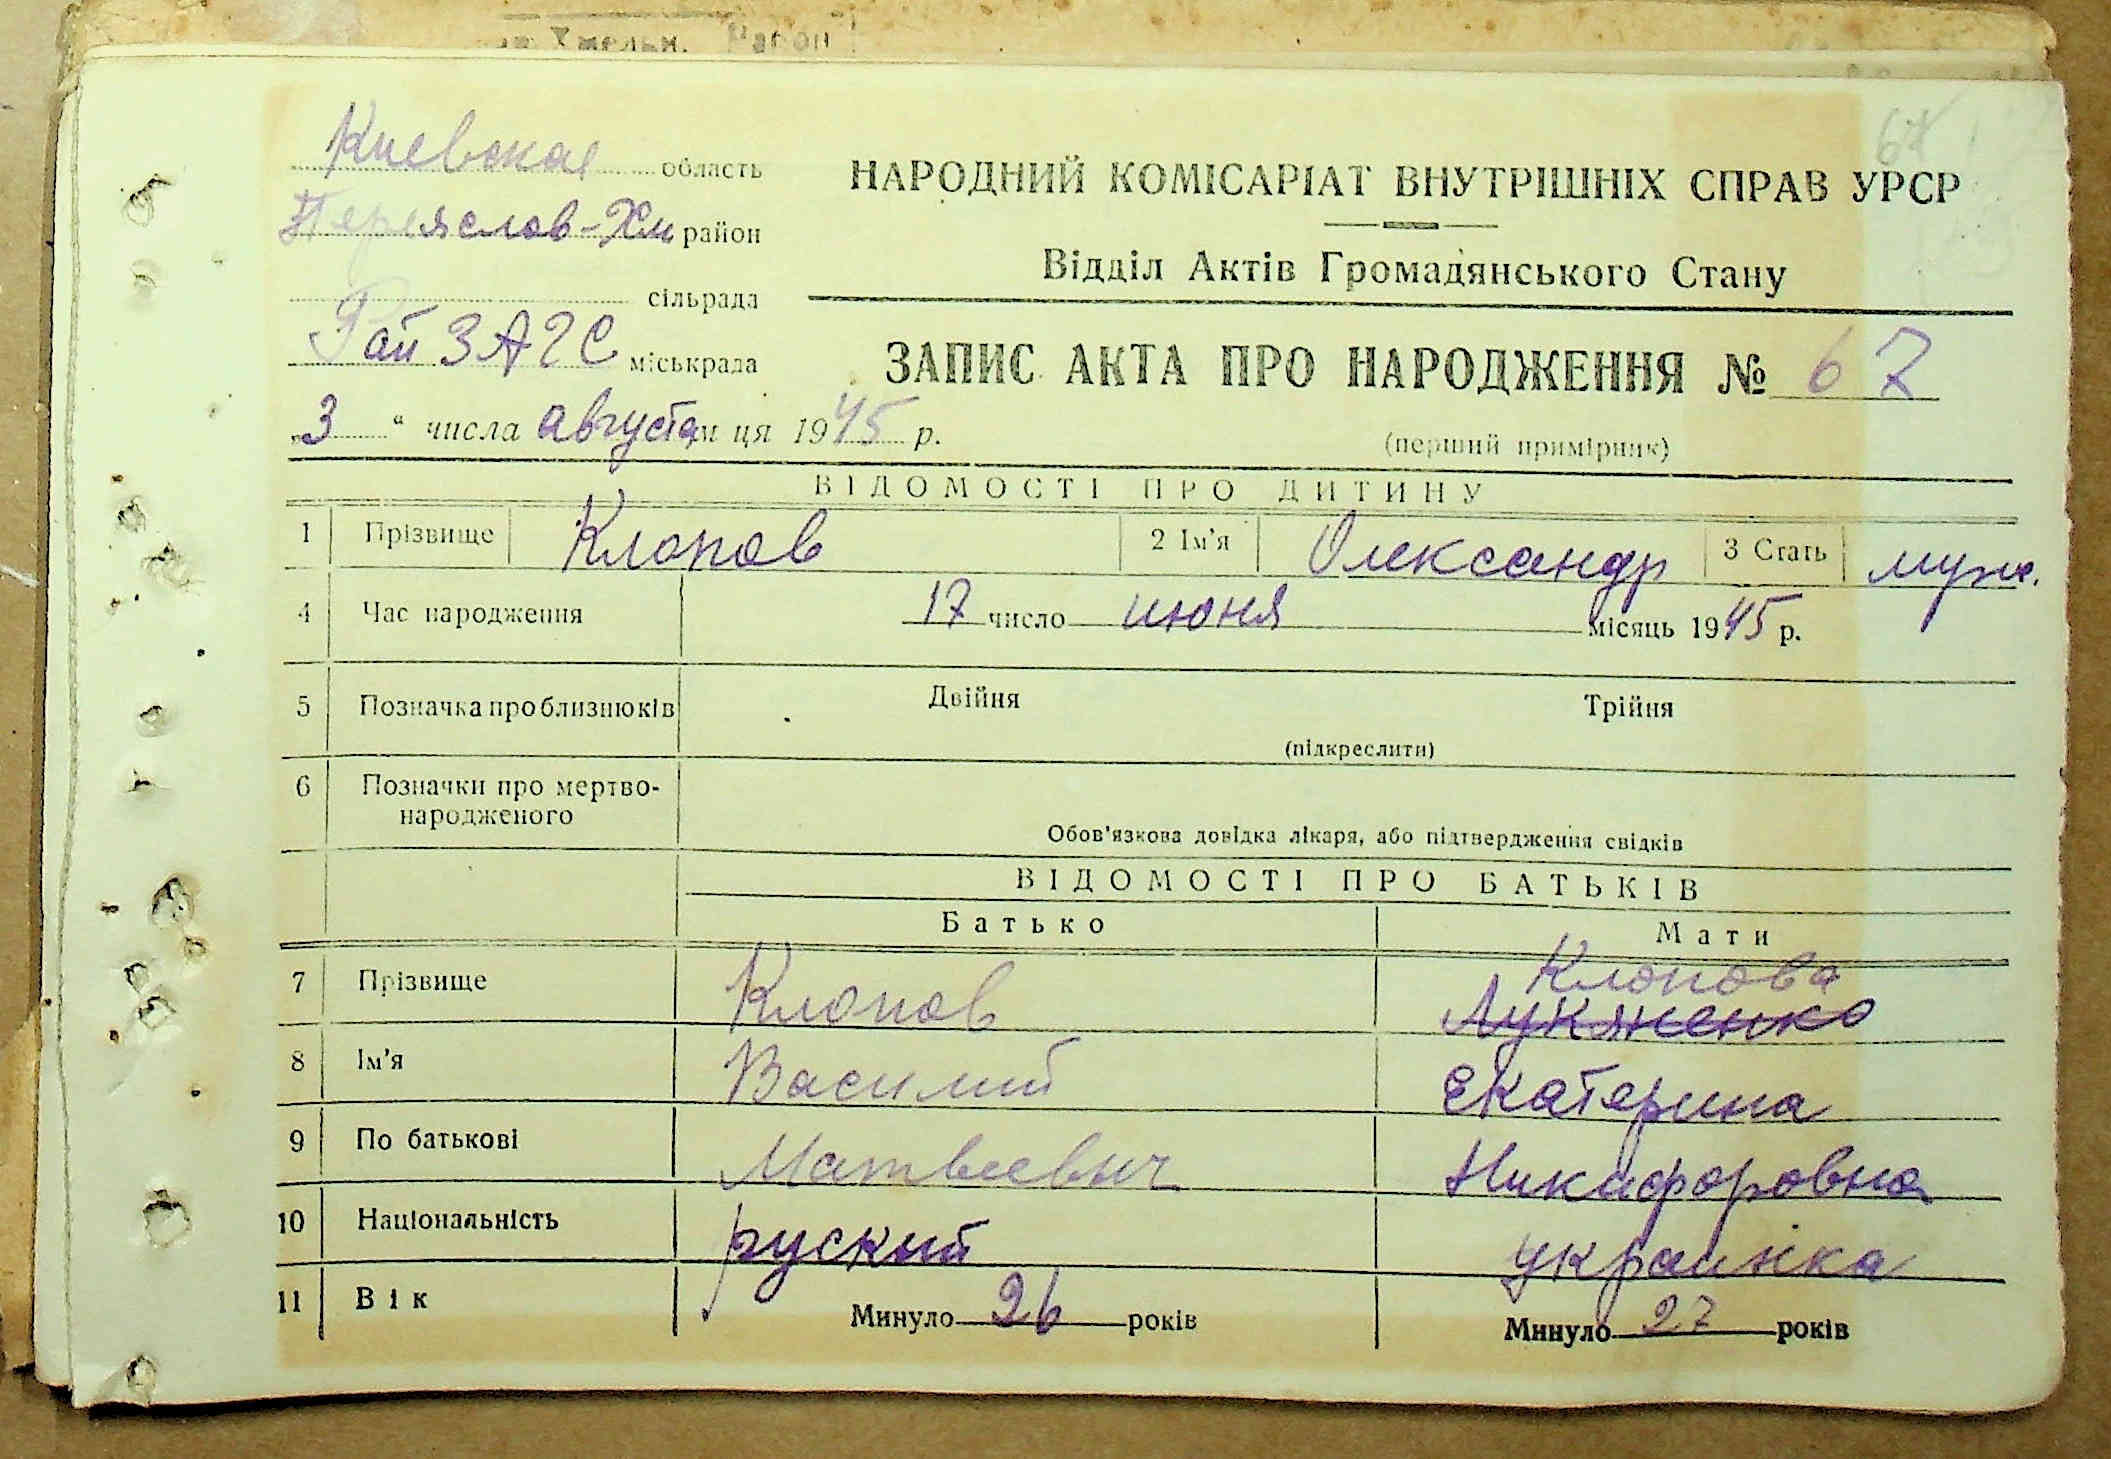 Хмельн. Район
Киевская область
Переяслов-Хм район
сільрада
Рай ЗАГС міськрада
„3 “ числа августа м ця 1945 р.
НАРОДНИЙ КОМІСАРІАТ ВНУТРІШНІХ СПРАВ УРСР
Відділ Актів Громадянського Стану
ЗАПИС АКТА ПРО НАРОДЖЕННЯ № 67
(перший примірник)
ВІДОМОСТІ ПРО ДИТИНУ
1 Прізвище Клопов 2 Ім'я Олександр 3 Стать муж.
4 Час народження 17 число июня місяць 1945 р.
5 Позначка про близнюків Двійня Трійня
(підкреслити)
6 Позначки про мертво-
народженого
Обов'язкова довідка лікаря, або підтвердження свідків
ВІДОМОСТІ ПРО БАТЬКІВ
Батько Мати
7 Прізвище Клопов Клопова
Лукяненко
8 Ім'я Василий Екатерина
9 По батькові Матвеевич Никифоровна
10 Національність руский украинка
11 Вік Минуло 26 років Минуло 27 років